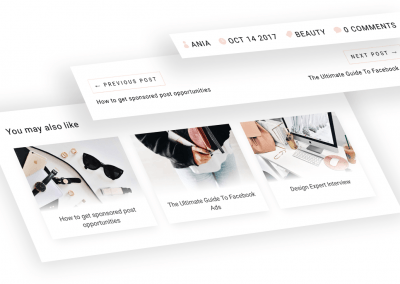 ANIA OCT 14 2017 BEAUTY 0 COMMENTS
← PREVIOUS POST
NEXT POST →
How to get sponsored post opportunities
The Ultimate Guide To Facebook
You may also like
How to get sponsored post
opportunities
The Ultimate Guide To Facebook
Ads
Design Expert Interview